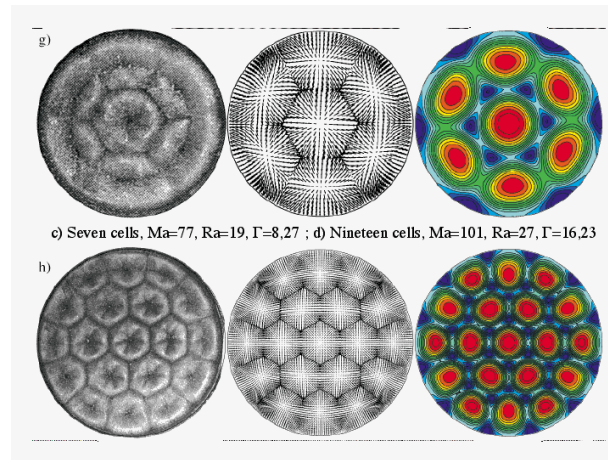 g)
c) Seven cells, Ma=77, Ra=19, Γ=8,27 ; d) Nineteen cells, Ma=101, Ra=27, Γ=16,23
h)